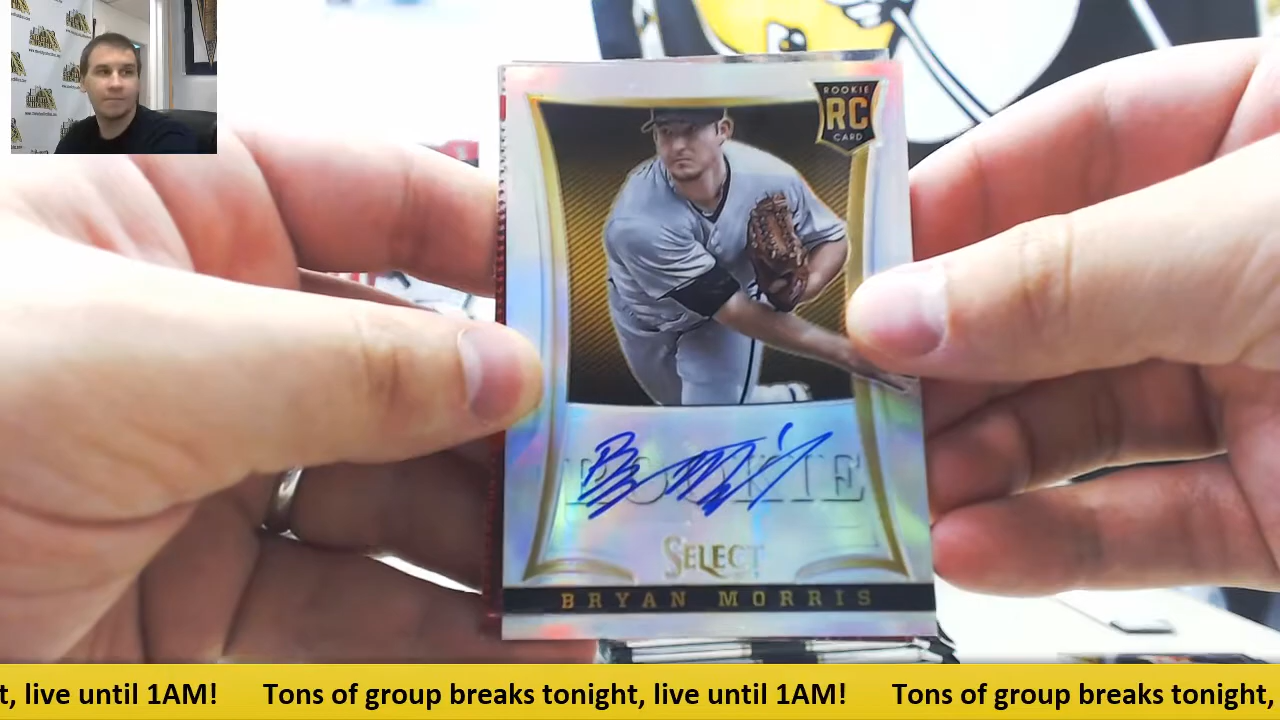 ROOKIE
RC
CARD
ROOKIE
SELECT
BRYAN MORRIS
t, live until 1AM! Tons of group breaks tonight, live until 1AM! Tons of group breaks tonight,